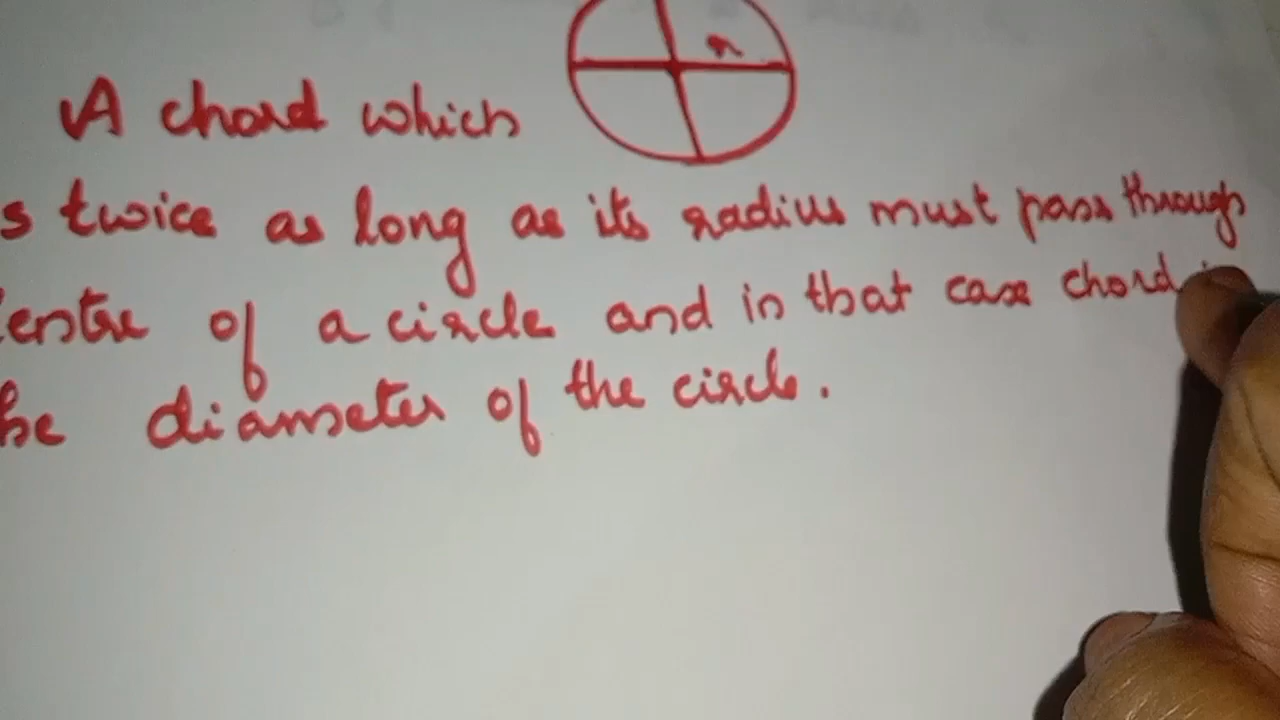 r
A chord which
s twice as long as its radius must pass through
entre of a circle and in that case chord
he diameter of the circle.